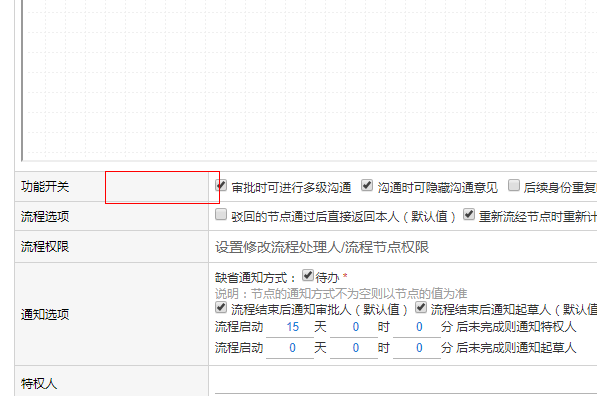 功能开关 审批时可进行多级沟通 沟通时可隐藏沟通意见 后续身份重复
流程选项 驳回的节点通过后直接返回本人（默认值） 重新流经节点时重新计
流程权限 设置修改流程处理人/流程节点权限
缺省通知方式： 待办 *
说明：节点的通知方式不为空则以节点的值为准
通知选项 流程结束后通知审批人（默认值） 流程结束后通知起草人（默认值
流程启动 15 天 0 时 0 分 后未完成则通知特权人
流程启动 0 天 0 时 0 分 后未完成则通知起草人
特权人